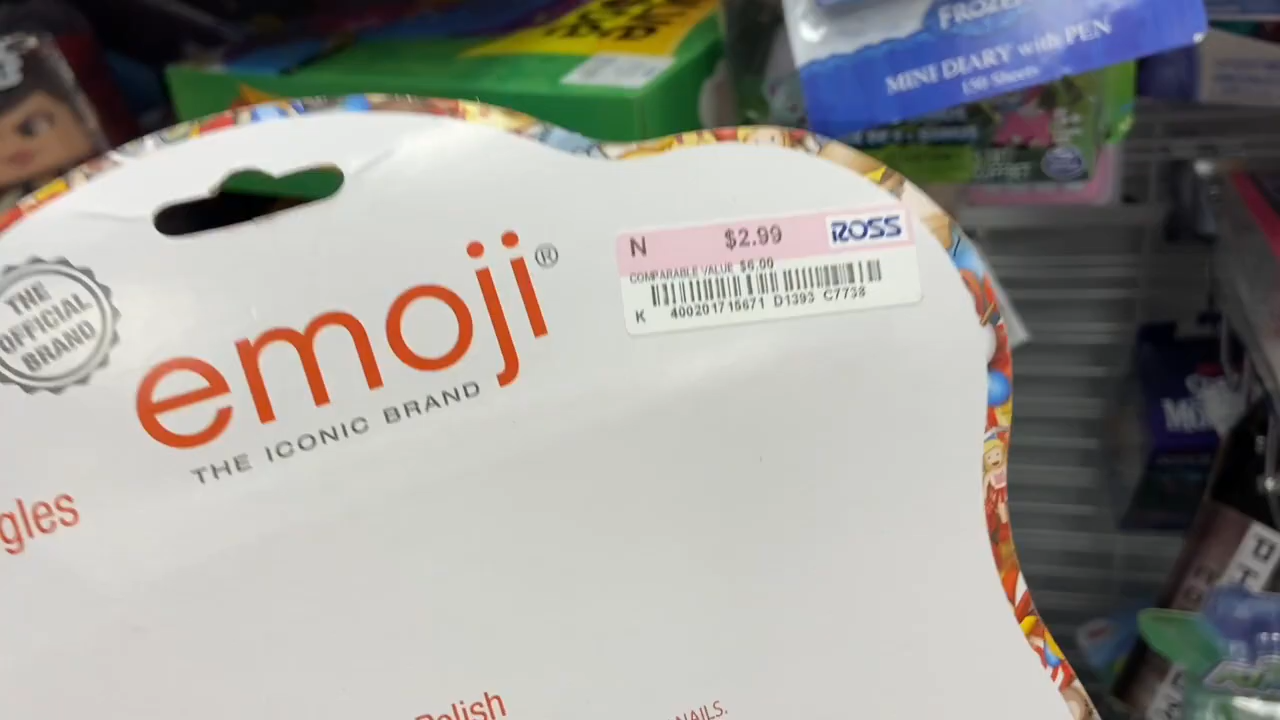 FROZEN
MINI DIARY with PEN
150 Sheets
THE
OFFICIAL
BRAND
emoji®
THE ICONIC BRAND
N $2.99 ROSS
COMPARABLE VALUE $6.00
K 400201715671 D1393 C7738
gles
Polish
NAILS.